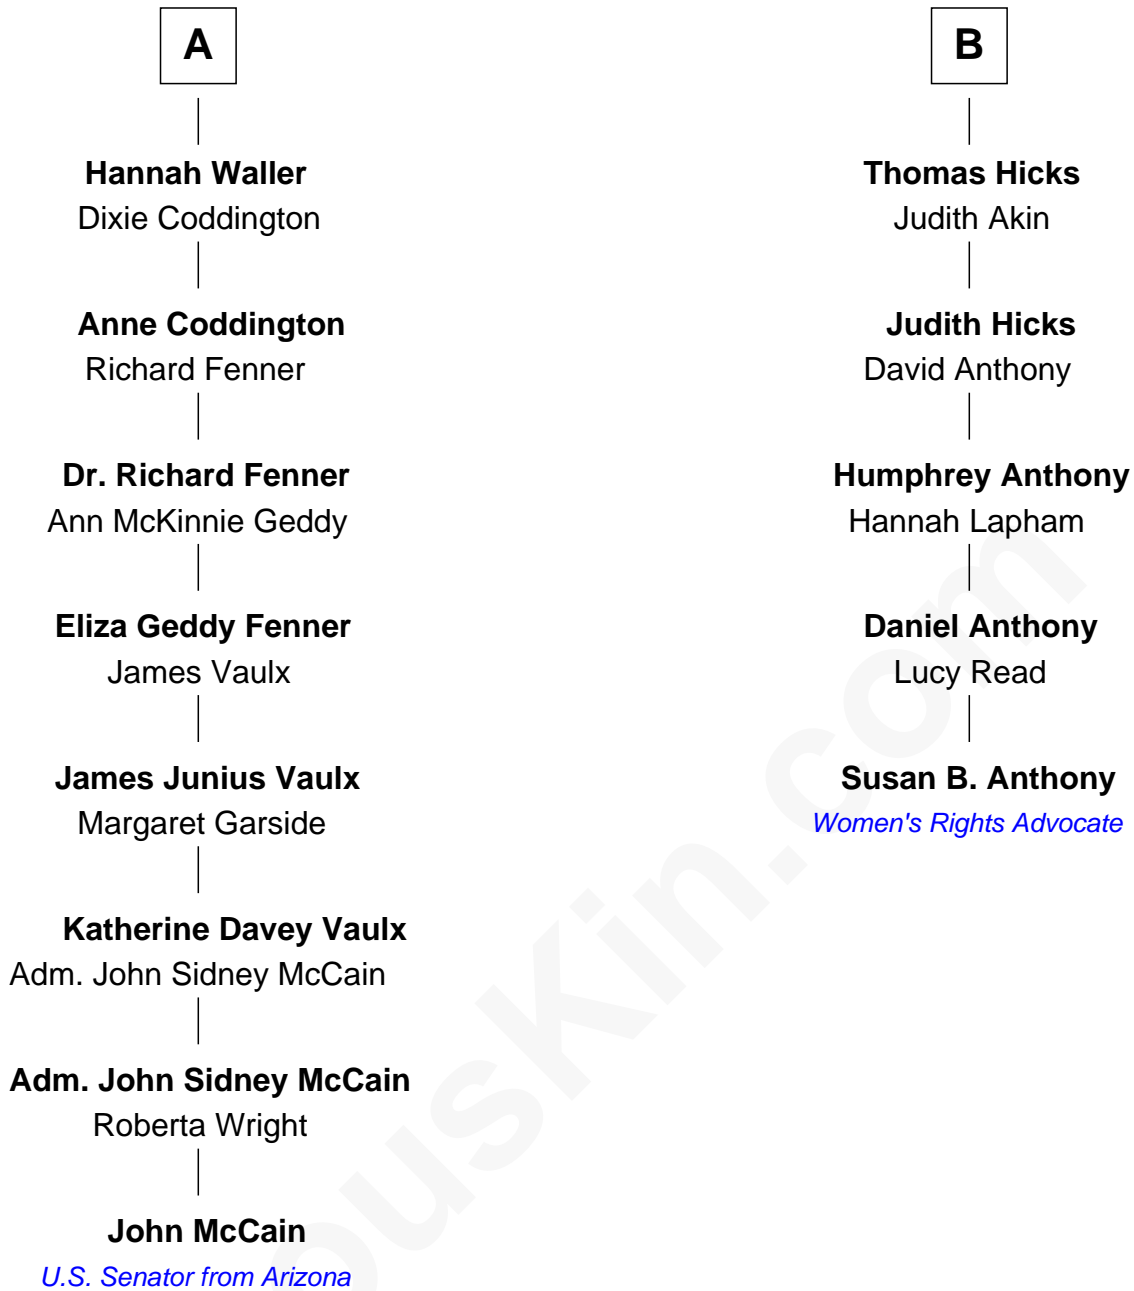 A
Hannah Waller
Dixie Coddington
Anne Coddington
Richard Fenner
Dr. Richard Fenner
Ann McKinnie Geddy
Eliza Geddy Fenner
James Vaulx
James Junius Vaulx
Margaret Garside
Katherine Davey Vaulx
Adm. John Sidney McCain
Adm. John Sidney McCain
Roberta Wright
John McCain
U.S. Senator from Arizona
B
Thomas Hicks
Judith Akin
Judith Hicks
David Anthony
Humphrey Anthony
Hannah Lapham
Daniel Anthony
Lucy Read
Susan B. Anthony
Women's Rights Advocate
ousKin.com